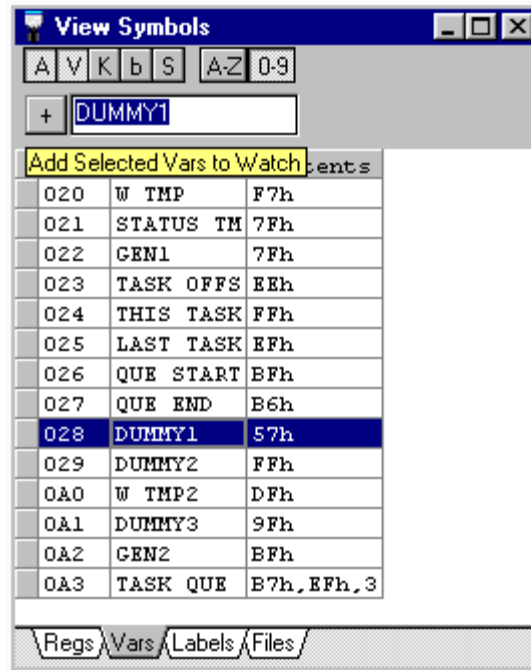 View Symbols
A V K b S A-Z 0-9
+ DUMMY1
Add Selected Vars to Watch tents
020 W TMP F7h
021 STATUS TM 7Fh
022 GEN1 7Fh
023 TASK OFFS EEh
024 THIS TASK FFh
025 LAST TASK EFh
026 QUE START BFh
027 QUE END B6h
028 DUMMY1 57h
029 DUMMY2 FFh
0A0 W TMP2 DFh
0A1 DUMMY3 9Fh
0A2 GEN2 BFh
0A3 TASK QUE B7h,EFh,3
Regs Vars Labels Files